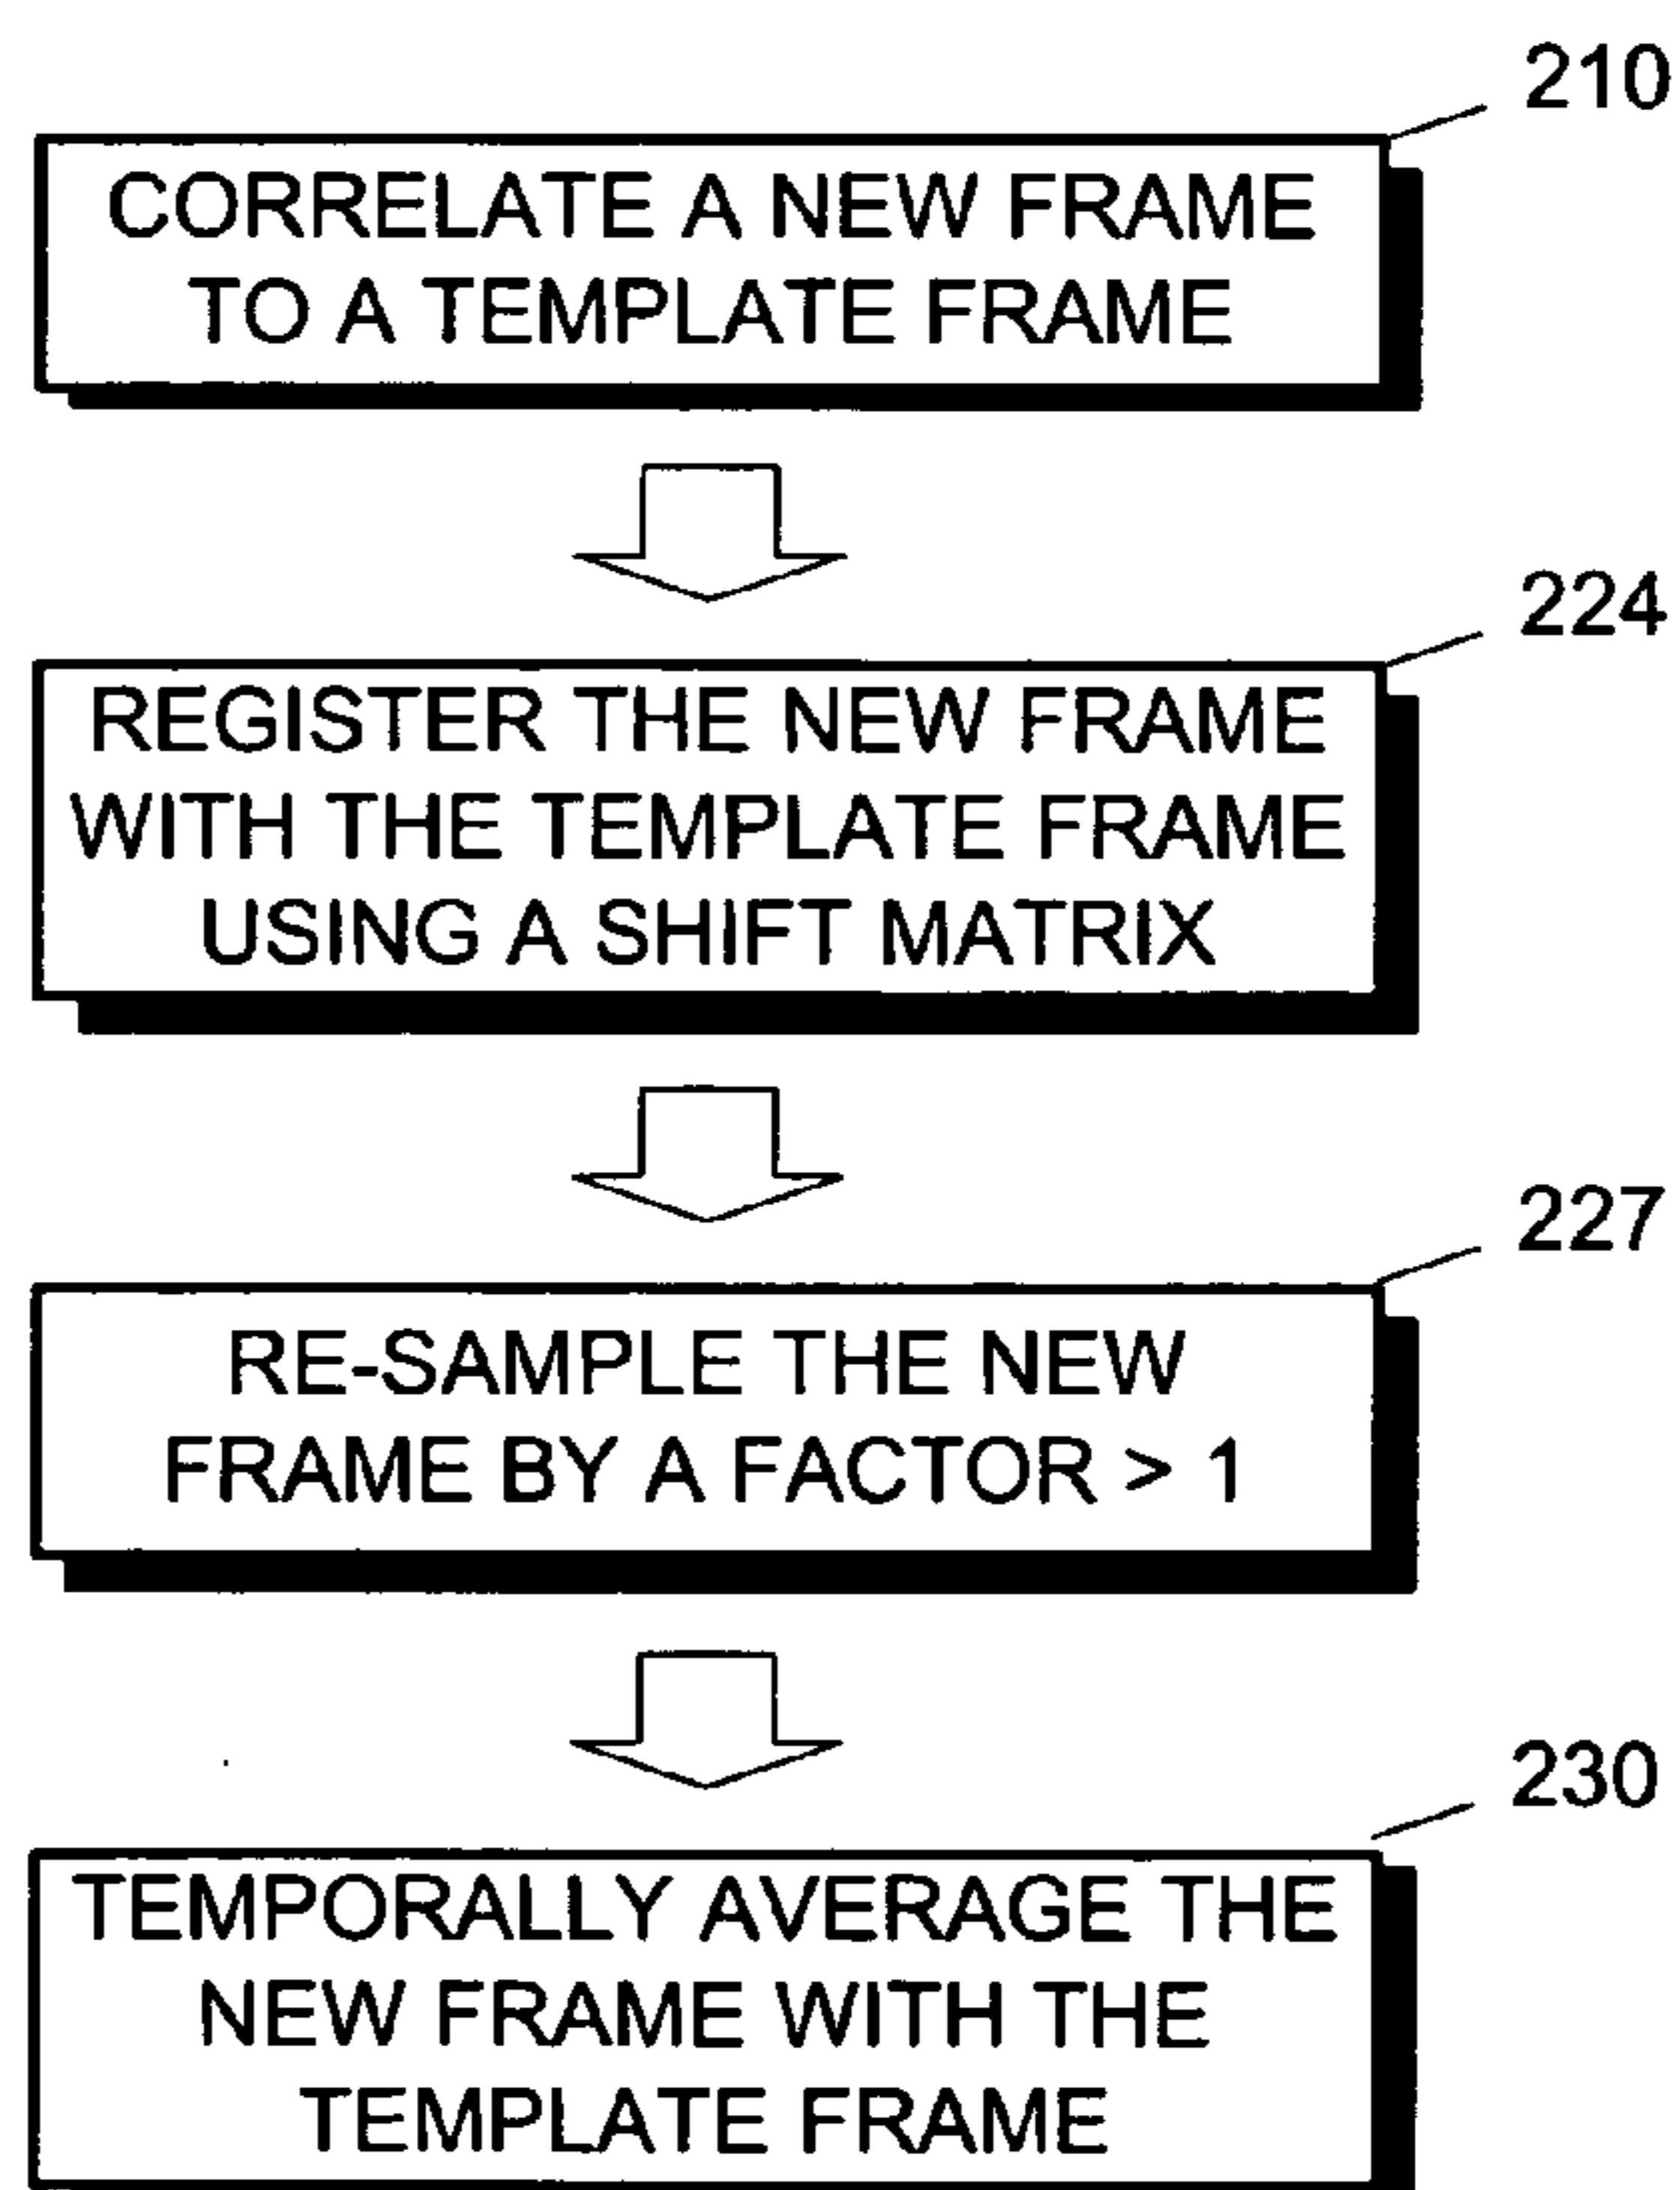 210
CORRELATE A NEW FRAME
TO A TEMPLATE FRAME
224
REGISTER THE NEW FRAME
WITH THE TEMPLATE FRAME
USING A SHIFT MATRIX
227
RE-SAMPLE THE NEW
FRAME BY A FACTOR > 1
230
TEMPORALLY AVERAGE THE
NEW FRAME WITH THE
TEMPLATE FRAME